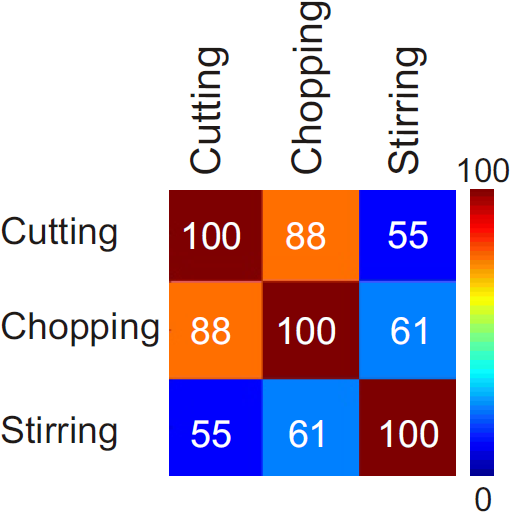 Cutting Chopping Stirring
100
Cutting 100 88 55
Chopping 88 100 61
Stirring 55 61 100
0